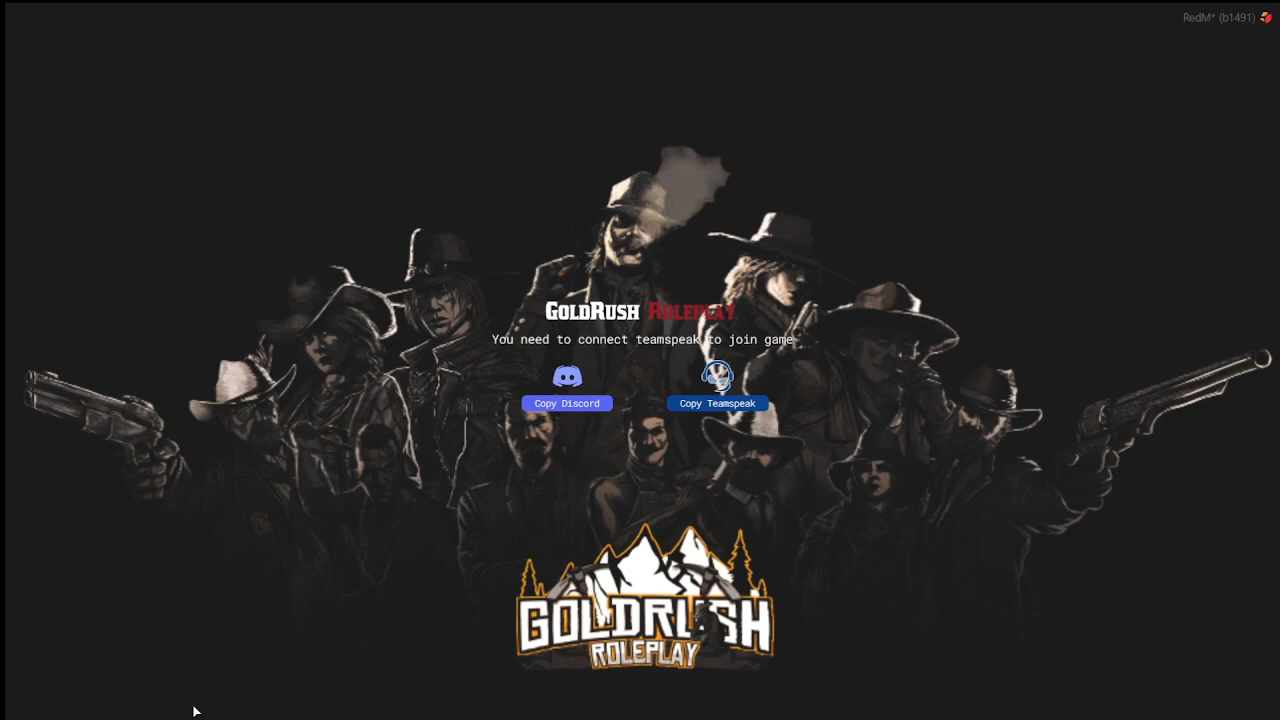 RedM* (b1491)
GoldRush Roleplay
You need to connect teamspeak to join game
Copy Discord
Copy Teamspeak
GOLDRUSH
ROLEPLAY